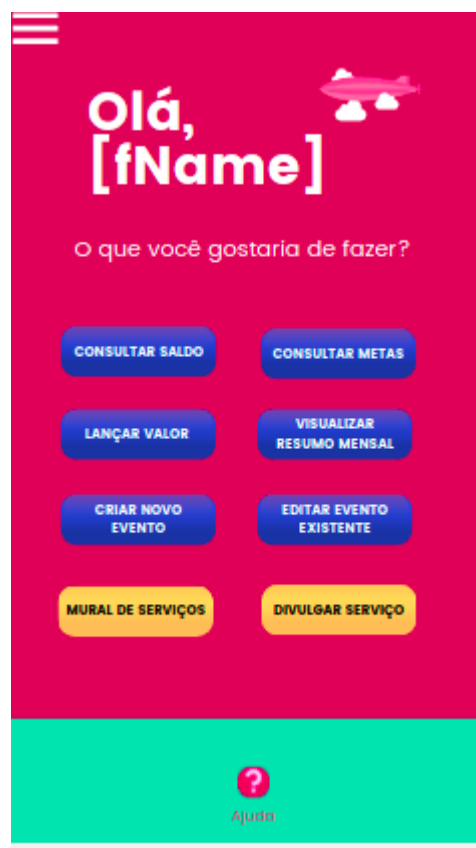 Olá,
[fName]
O que você gostaria de fazer?
CONSULTAR SALDO
CONSULTAR METAS
LANÇAR VALOR
VISUALIZAR
RESUMO MENSAL
CRIAR NOVO
EVENTO
EDITAR EVENTO
EXISTENTE
MURAL DE SERVIÇOS
DIVULGAR SERVIÇO
?
Ajuda